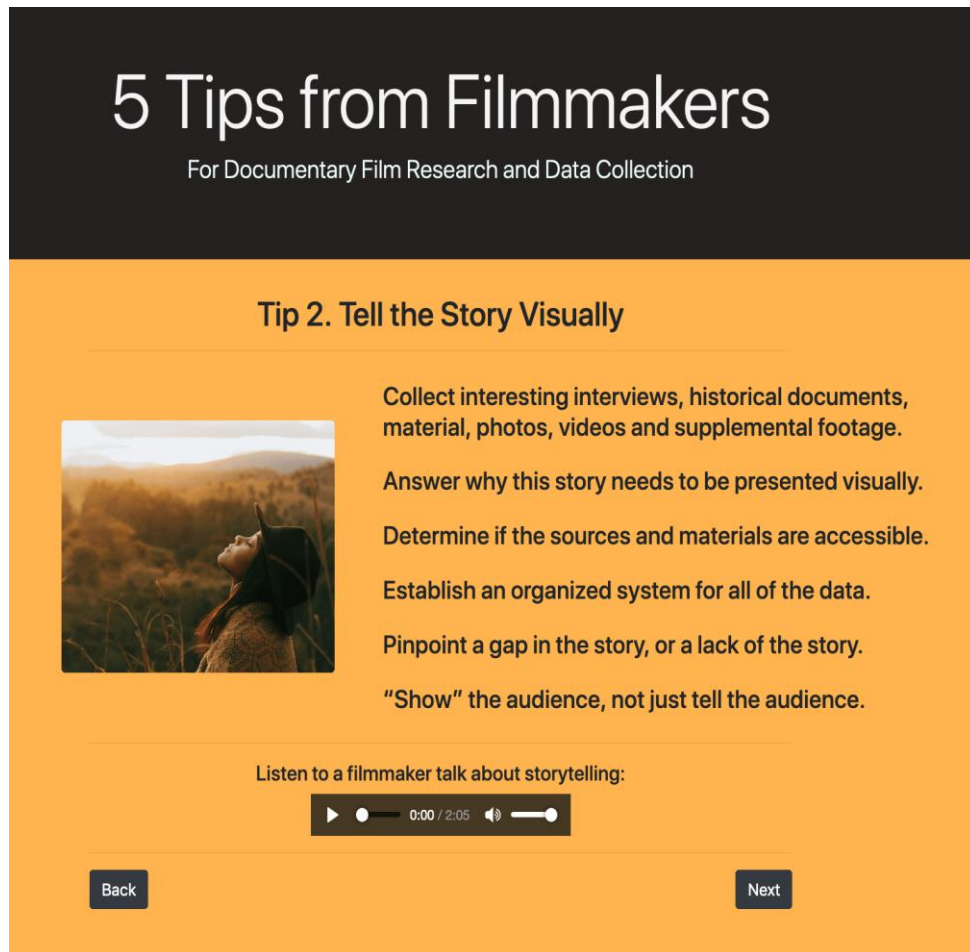 5 Tips from Filmmakers
For Documentary Film Research and Data Collection
Tip 2. Tell the Story Visually
Collect interesting interviews, historical documents,
material, photos, videos and supplemental footage.
Answer why this story needs to be presented visually.
Determine if the sources and materials are accessible.
Establish an organized system for all of the data.
Pinpoint a gap in the story, or a lack of the story.
“Show” the audience, not just tell the audience.
Listen to a filmmaker talk about storytelling:
0:00 / 2:05
Back
Next